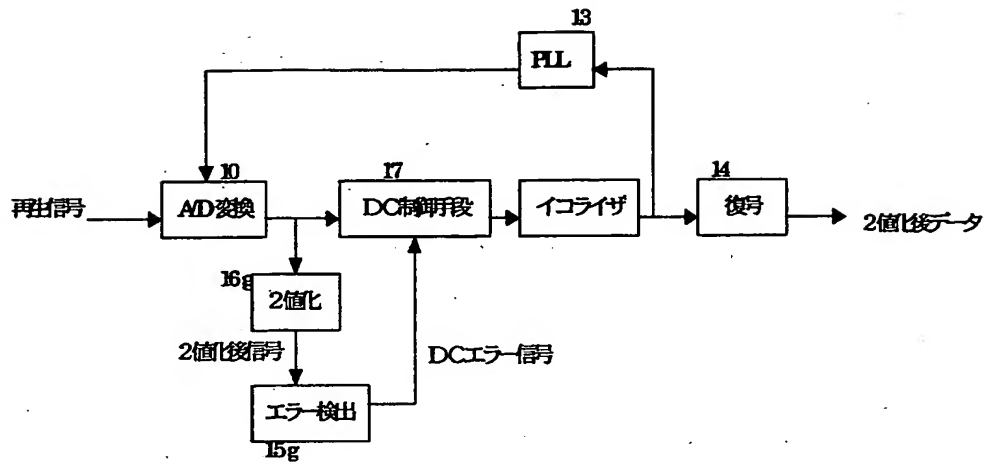 13
PLL
10
17
14
再生信号
A/D変換
DC制御手段
イコライザ
復号
2値化後データ
16g
2値化
2値化後信号
DCエラー信号
エラー検出
15g